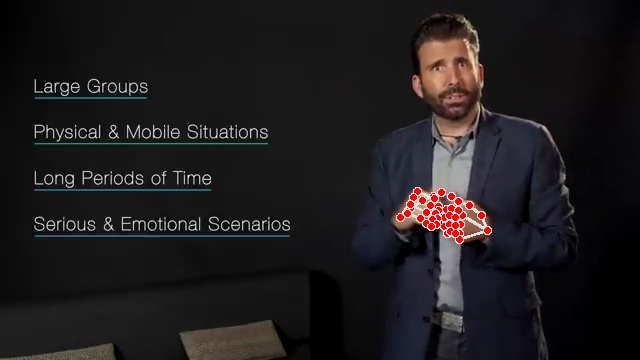 Large Groups
Physical & Mobile Situations
Long Periods of Time
Serious & Emotional Scenarios